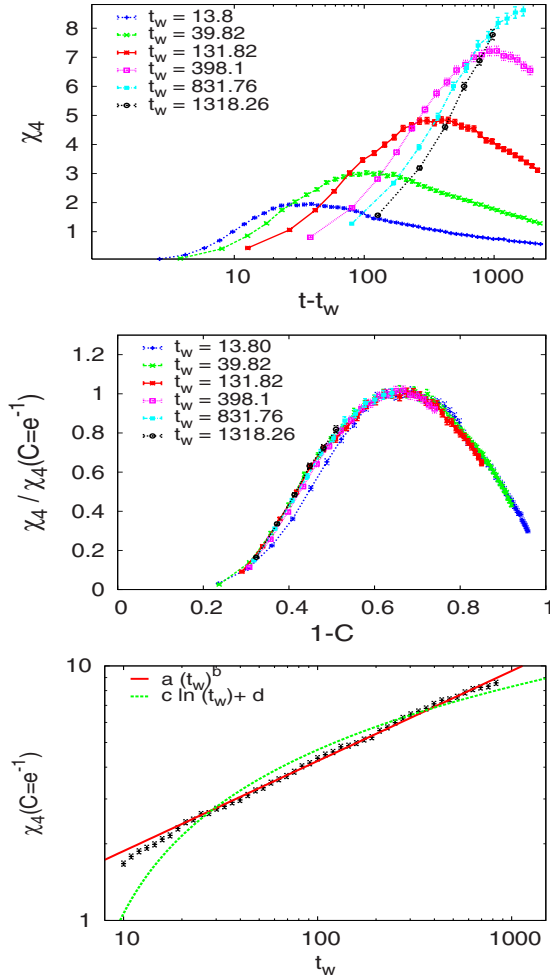 8
7
6
5
4
3
2
1
χ4
tw = 13.8
tw = 39.82
tw = 131.82
tw = 398.1
tw = 831.76
tw = 1318.26
10 100 1000
t-tw
1.2
1
0.8
0.6
0.4
0.2
0
χ4 / χ4(C=e-1)
tw = 13.80
tw = 39.82
tw = 131.82
tw = 398.1
tw = 831.76
tw = 1318.26
0 0.2 0.4 0.6 0.8 1
1-C
10
1
χ4(C=e-1)
a (tw)b
c ln (tw)+ d
10 100 1000
tw